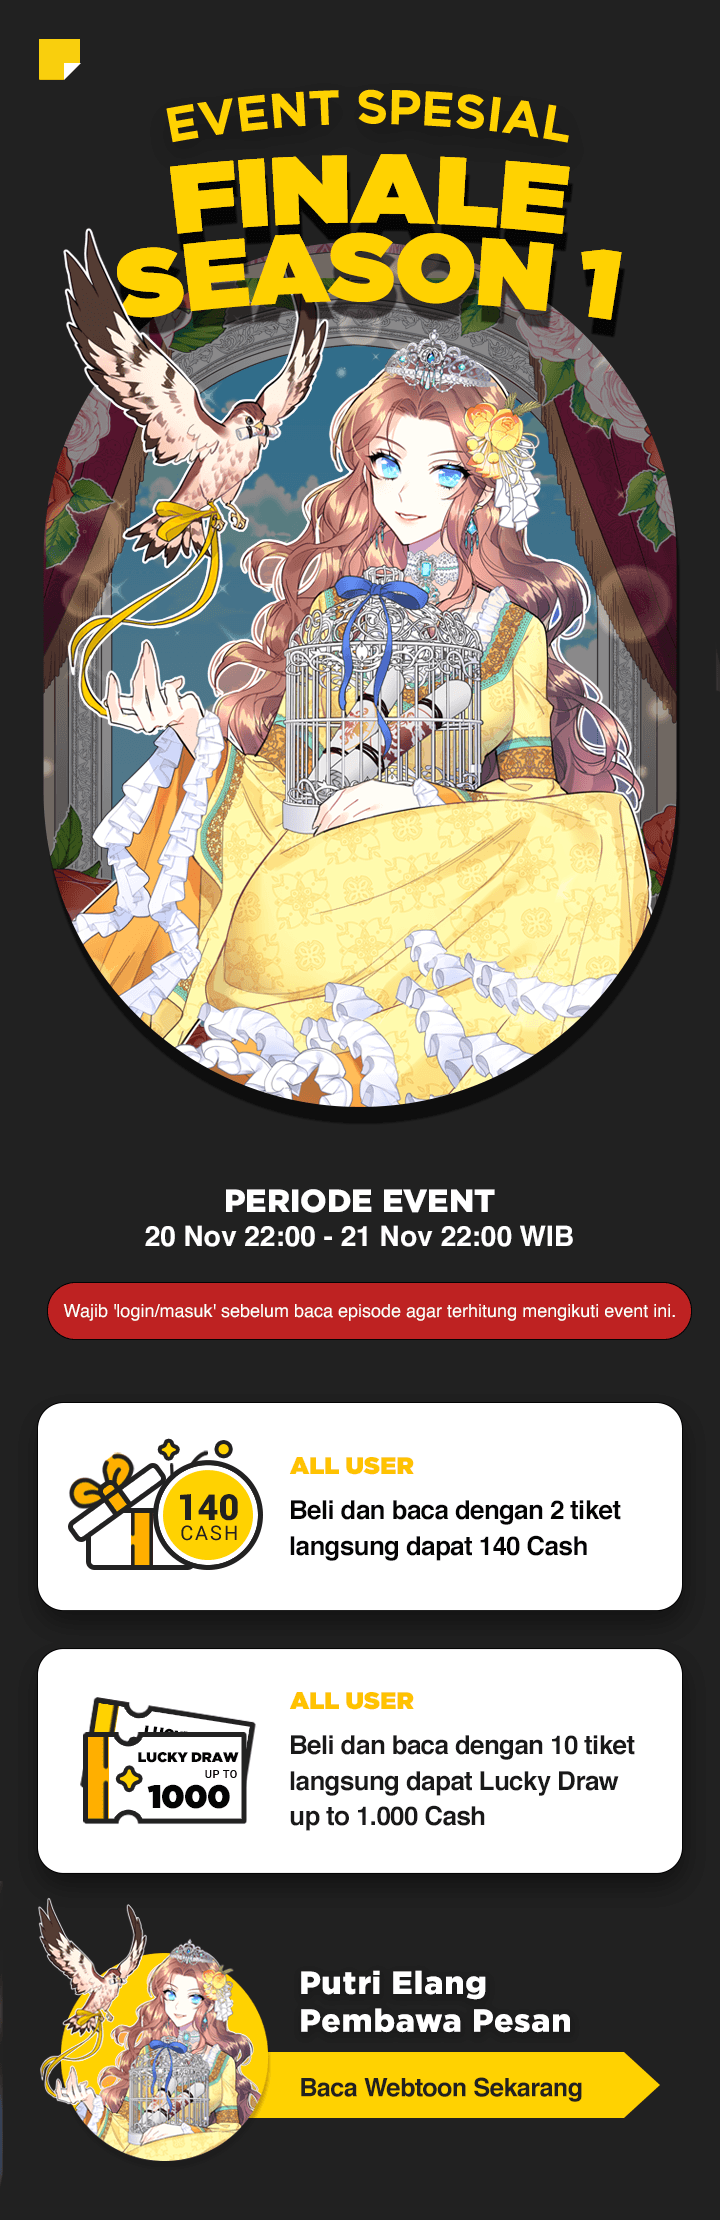 EVENT SPESIAL
FINALE
SEASON 1
PERIODE EVENT
20 Nov 22:00 - 21 Nov 22:00 WIB
Wajib 'login/masuk' sebelum baca episode agar terhitung mengikuti event ini.
140
CASH
ALL USER
Beli dan baca dengan 2 tiket
langsung dapat 140 Cash
LUCKY DRAW
UP TO
1000
ALL USER
Beli dan baca dengan 10 tiket
langsung dapat Lucky Draw
up to 1.000 Cash
Putri Elang
Pembawa Pesan
Baca Webtoon Sekarang